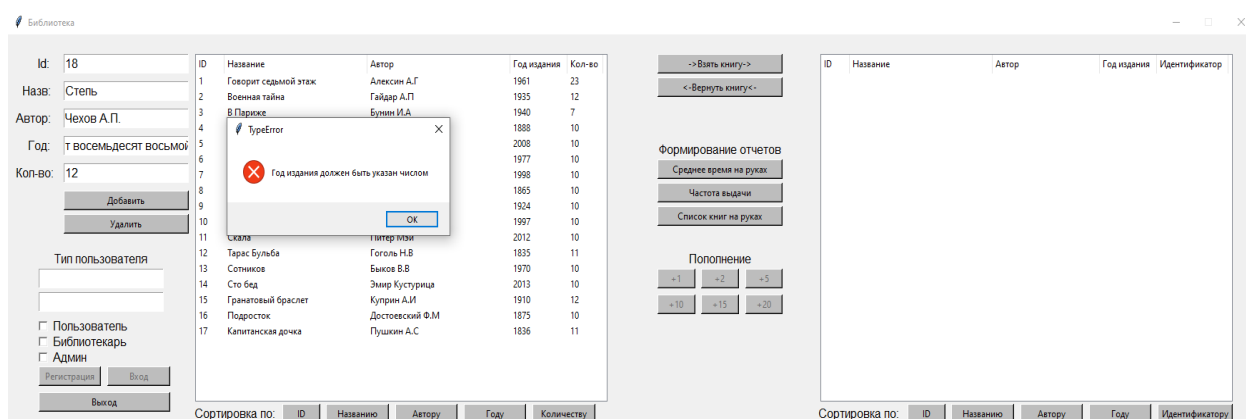 Библиотека
Id: 18
Назв: Степь
Автор: Чехов А.П.
Год: т восемьдесят восьмой
Кол-во: 12
Добавить
Удалить
Тип пользователя
Пользователь
Библиотекарь
Админ
Регистрация Вход
Выход
ID Название Автор Год издания Кол-во
1 Говорит седьмой этаж Алексин А.Г 1961 23
2 Военная тайна Гайдар А.П 1935 12
3 В Париже Бунин И.А 1940 7
4 1888 10
5 2008 10
6 1977 10
7 1998 10
8 1865 10
9 1924 10
10 1997 10
11 Скала Питер Мэй 2012 10
12 Тарас Бульба Гоголь Н.В 1835 11
13 Сотников Быков В.В 1970 10
14 Сто бед Эмир Кустурица 2013 10
15 Гранатовый браслет Куприн А.И 1910 12
16 Подросток Достоевский Ф.М 1875 10
17 Капитанская дочка Пушкин А.С 1836 11
Сортировка по: ID Названию Автору Году Количеству
TypeError
Год издания должен быть указан числом
OK
->Взять книгу->
<-Вернуть книгу<-
Формирование отчетов
Среднее время на руках
Частота выдачи
Список книг на руках
Пополнение
+1 +2 +5
+10 +15 +20
ID Название Автор Год издания Идентификатор
Сортировка по: ID Названию Автору Году Идентификатору